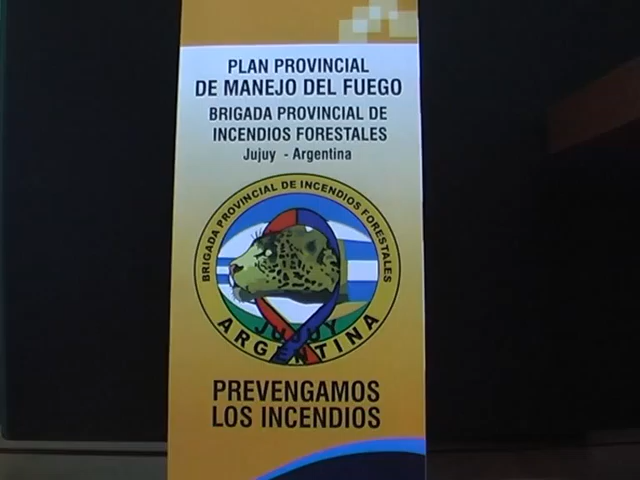 PLAN PROVINCIAL
DE MANEJO DEL FUEGO
BRIGADA PROVINCIAL DE
INCENDIOS FORESTALES
Jujuy - Argentina
BRIGADA PROVINCIAL DE INCENDIOS FORESTALES
JUJUY
ARGENTINA
PREVENGAMOS
LOS INCENDIOS